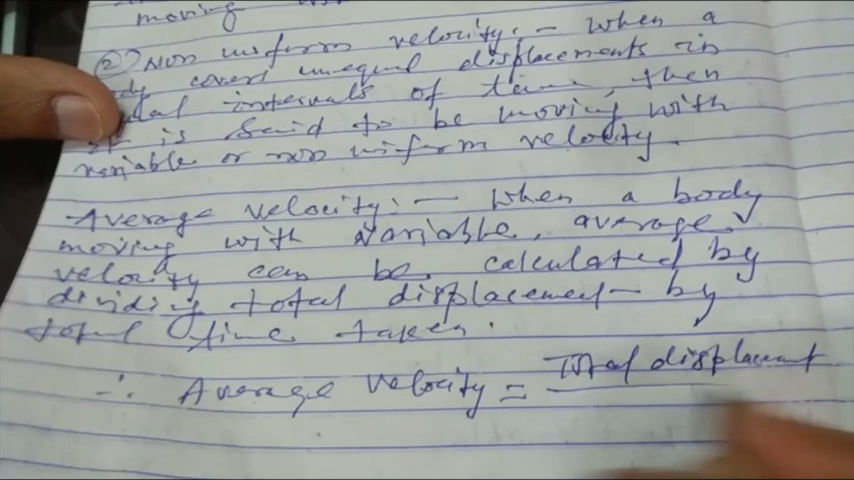 moving
② Non uniform velocity :- when a
body covers unequal displacements in
intervals of time, then
it is said to be moving with
variable or non uniform velocity.
Average velocity :- When a body
moving with variable, average
velocity can be calculated by
dividing total displacement by
total time taken.
∴ Average velocity = Total displacement